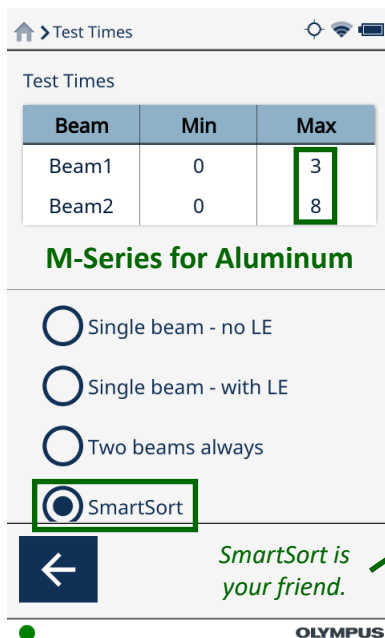 Test Times
Test Times
Beam Min Max
Beam1 0 3
Beam2 0 8
M-Series for Aluminum
Single beam - no LE
Single beam - with LE
Two beams always
SmartSort
SmartSort is
your friend.
OLYMPUS